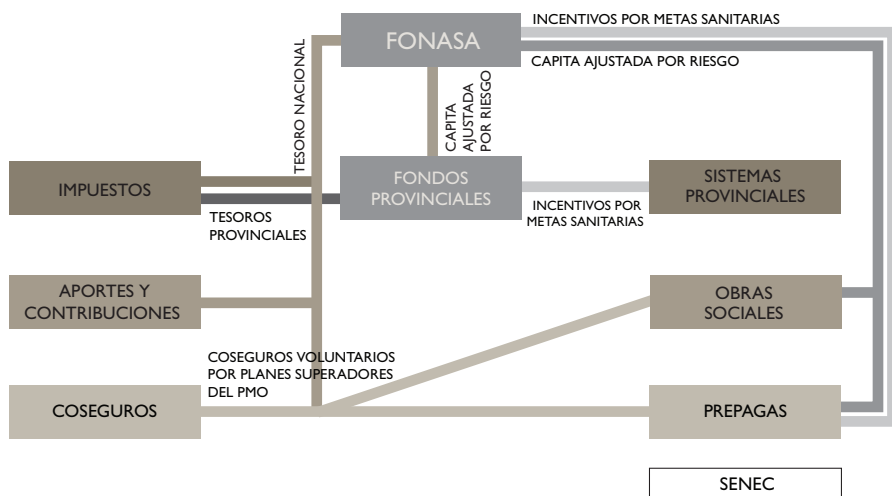 INCENTIVOS POR METAS SANITARIAS
FONASA
CAPITA AJUSTADA POR RIESGO
TESORO NACIONAL
CAPITA
AJUSTADA
POR RIESGO
IMPUESTOS
FONDOS
PROVINCIALES
SISTEMAS
PROVINCIALES
TESOROS
PROVINCIALES
INCENTIVOS POR
METAS SANITARIAS
APORTES Y
CONTRIBUCIONES
OBRAS
SOCIALES
COSEGUROS VOLUNTARIOS
POR PLANES SUPERADORES
DEL PMO
COSEGUROS
PREPAGAS
SENEC